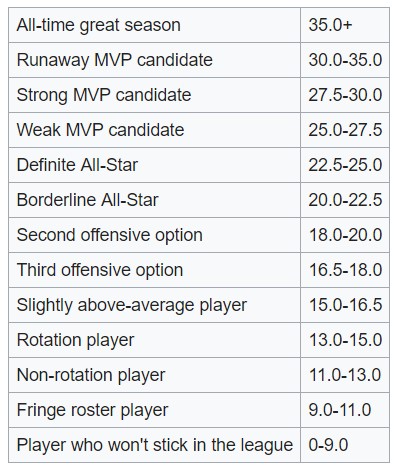 All-time great season 35.0+
Runaway MVP candidate 30.0-35.0
Strong MVP candidate 27.5-30.0
Weak MVP candidate 25.0-27.5
Definite All-Star 22.5-25.0
Borderline All-Star 20.0-22.5
Second offensive option 18.0-20.0
Third offensive option 16.5-18.0
Slightly above-average player 15.0-16.5
Rotation player 13.0-15.0
Non-rotation player 11.0-13.0
Fringe roster player 9.0-11.0
Player who won't stick in the league 0-9.0